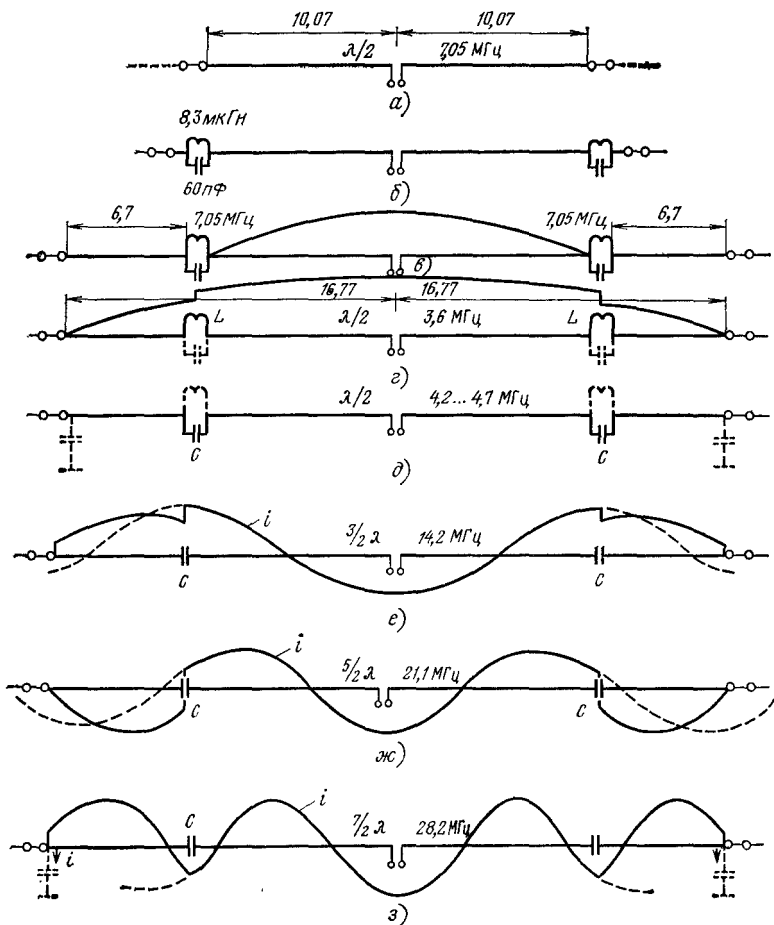 10,07 10,07
λ/2 7,05 МГц
а)
8,3 мкГн
60 пФ
б)
6,7 7,05 МГц 7,05 МГц 6,7
в)
16,77 16,77
L λ/2 3,6 МГц L
г)
λ/2 4,2...4,7 МГц
C C
д)
i
3/2 λ 14,2 МГц
C C
е)
i
5/2 λ 21,1 МГц
C C
ж)
C i
7/2 λ 28,2 МГц
i
з)